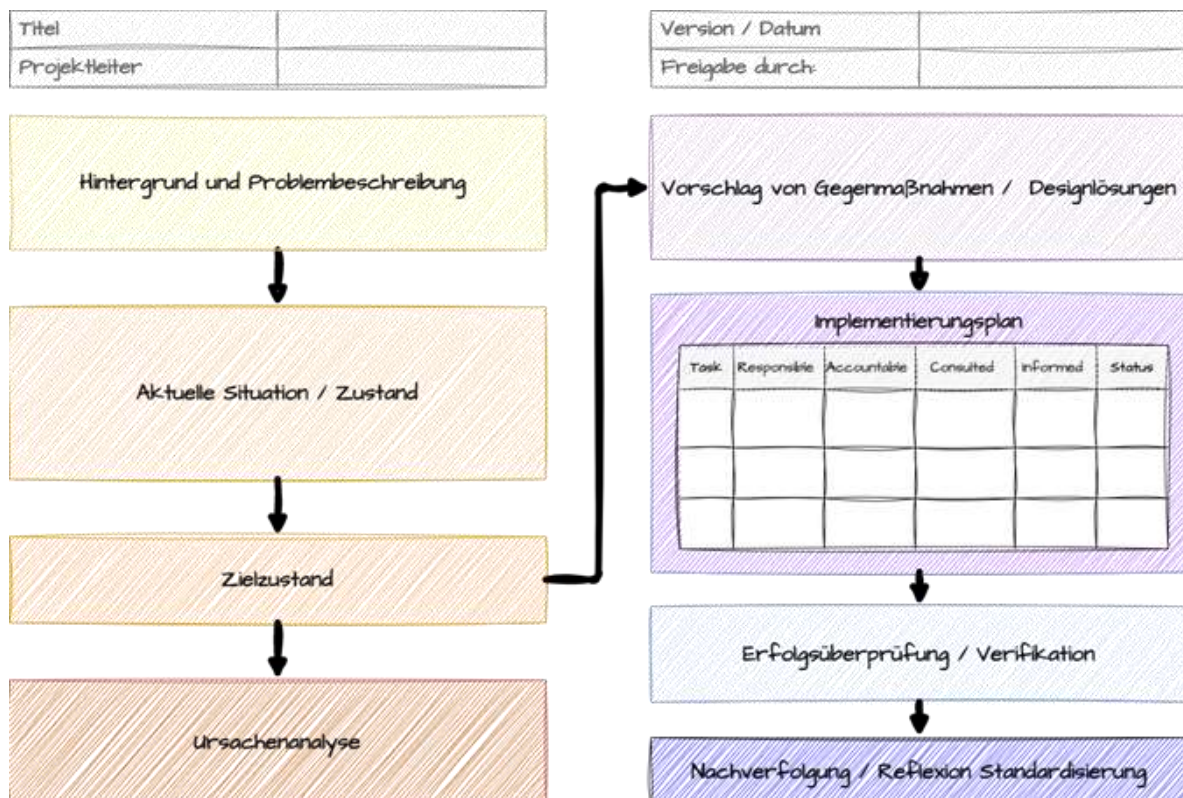 Titel
Projektleiter
Version / Datum
Freigabe durch:
Hintergrund und Problembeschreibung
Aktuelle Situation / Zustand
Zielzustand
Ursachenanalyse
Vorschlag von Gegenmaßnahmen / Designlösungen
Implementierungsplan
Task Responsible Accountable Consulted Informed Status
Erfolgsüberprüfung / Verifikation
Nachverfolgung / Reflexion Standardisierung